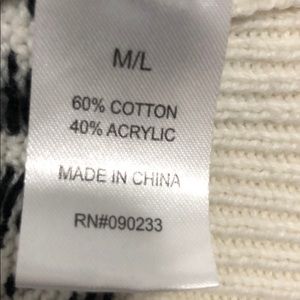 M/L
60% COTTON
40% ACRYLIC
MADE IN CHINA
RN#090233